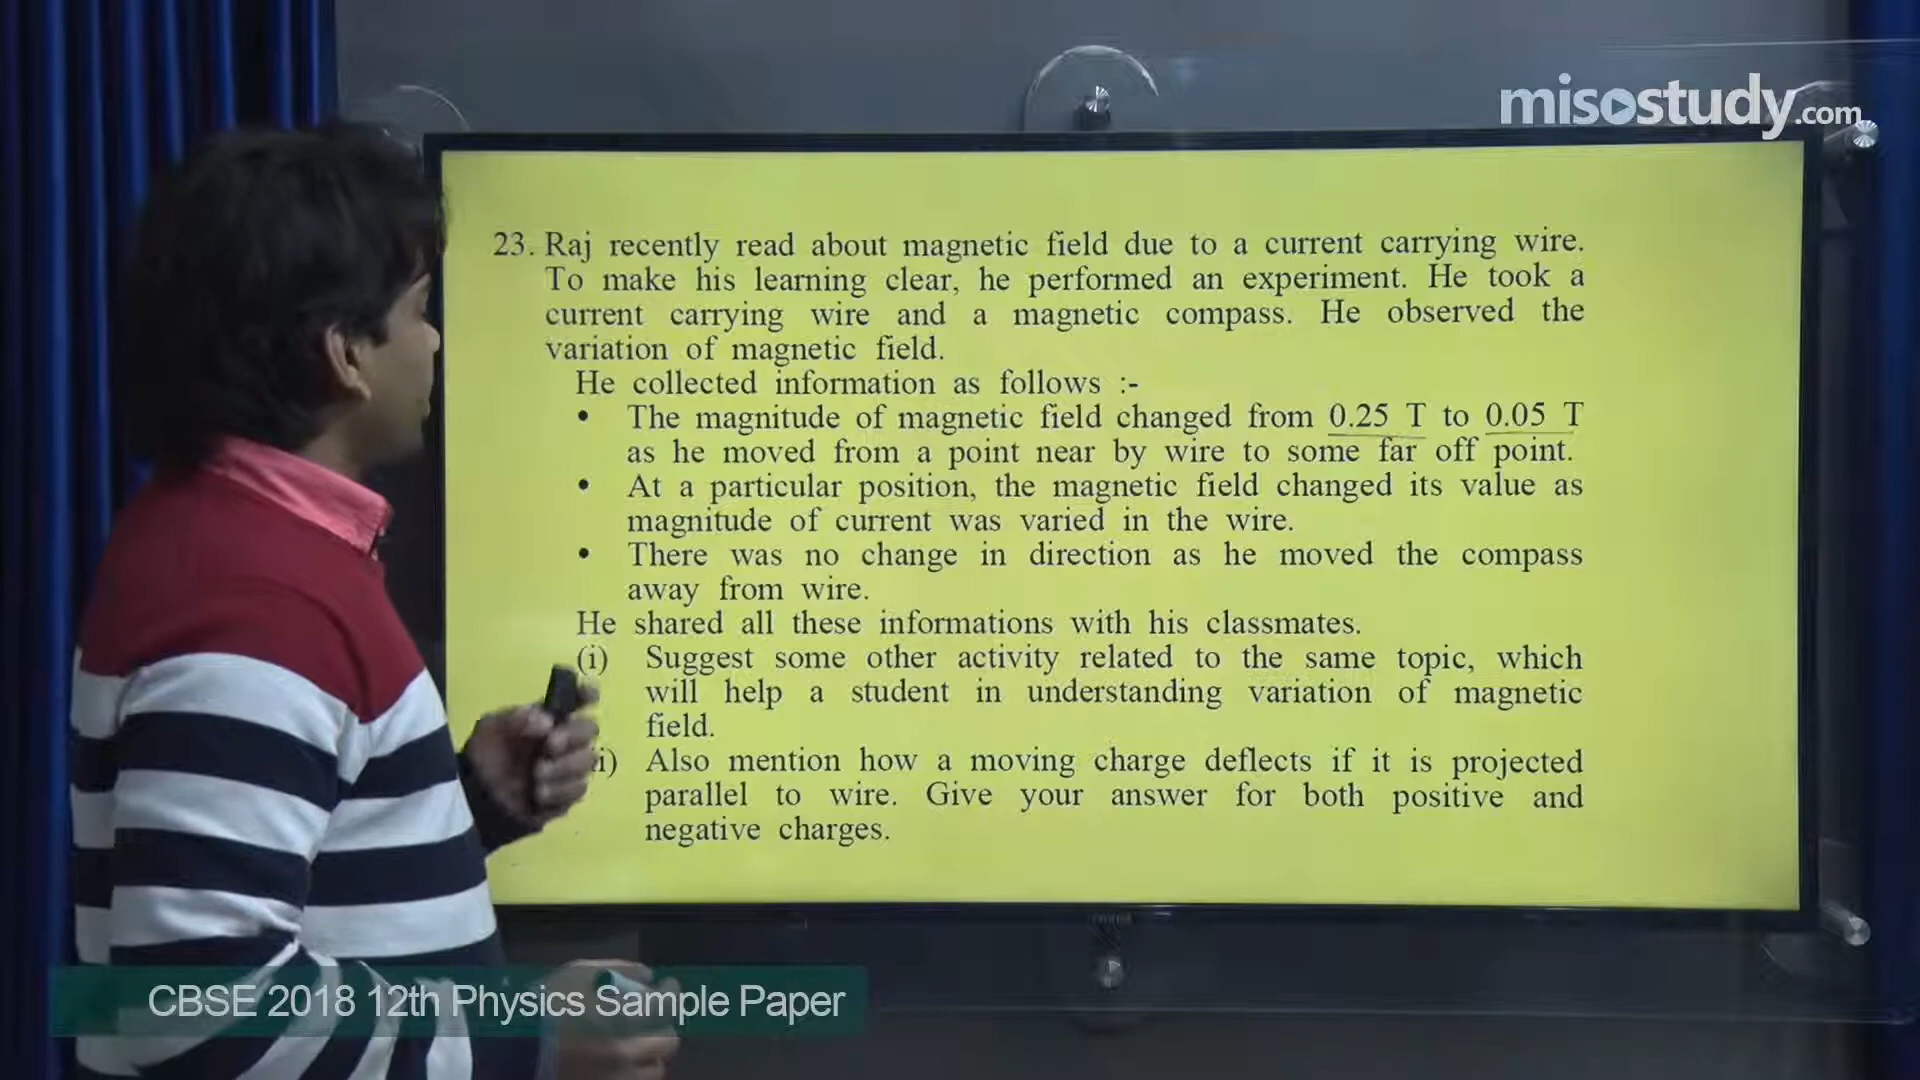 misostudy.com
23. Raj recently read about magnetic field due to a current carrying wire.
To make his learning clear, he performed an experiment. He took a
current carrying wire and a magnetic compass. He observed the
variation of magnetic field.
He collected information as follows :-
• The magnitude of magnetic field changed from 0.25 T to 0.05 T
as he moved from a point near by wire to some far off point.
• At a particular position, the magnetic field changed its value as
magnitude of current was varied in the wire.
• There was no change in direction as he moved the compass
away from wire.
He shared all these informations with his classmates.
(i) Suggest some other activity related to the same topic, which
will help a student in understanding variation of magnetic
field.
i) Also mention how a moving charge deflects if it is projected
parallel to wire. Give your answer for both positive and
negative charges.
CBSE 2018 12th Physics Sample Paper